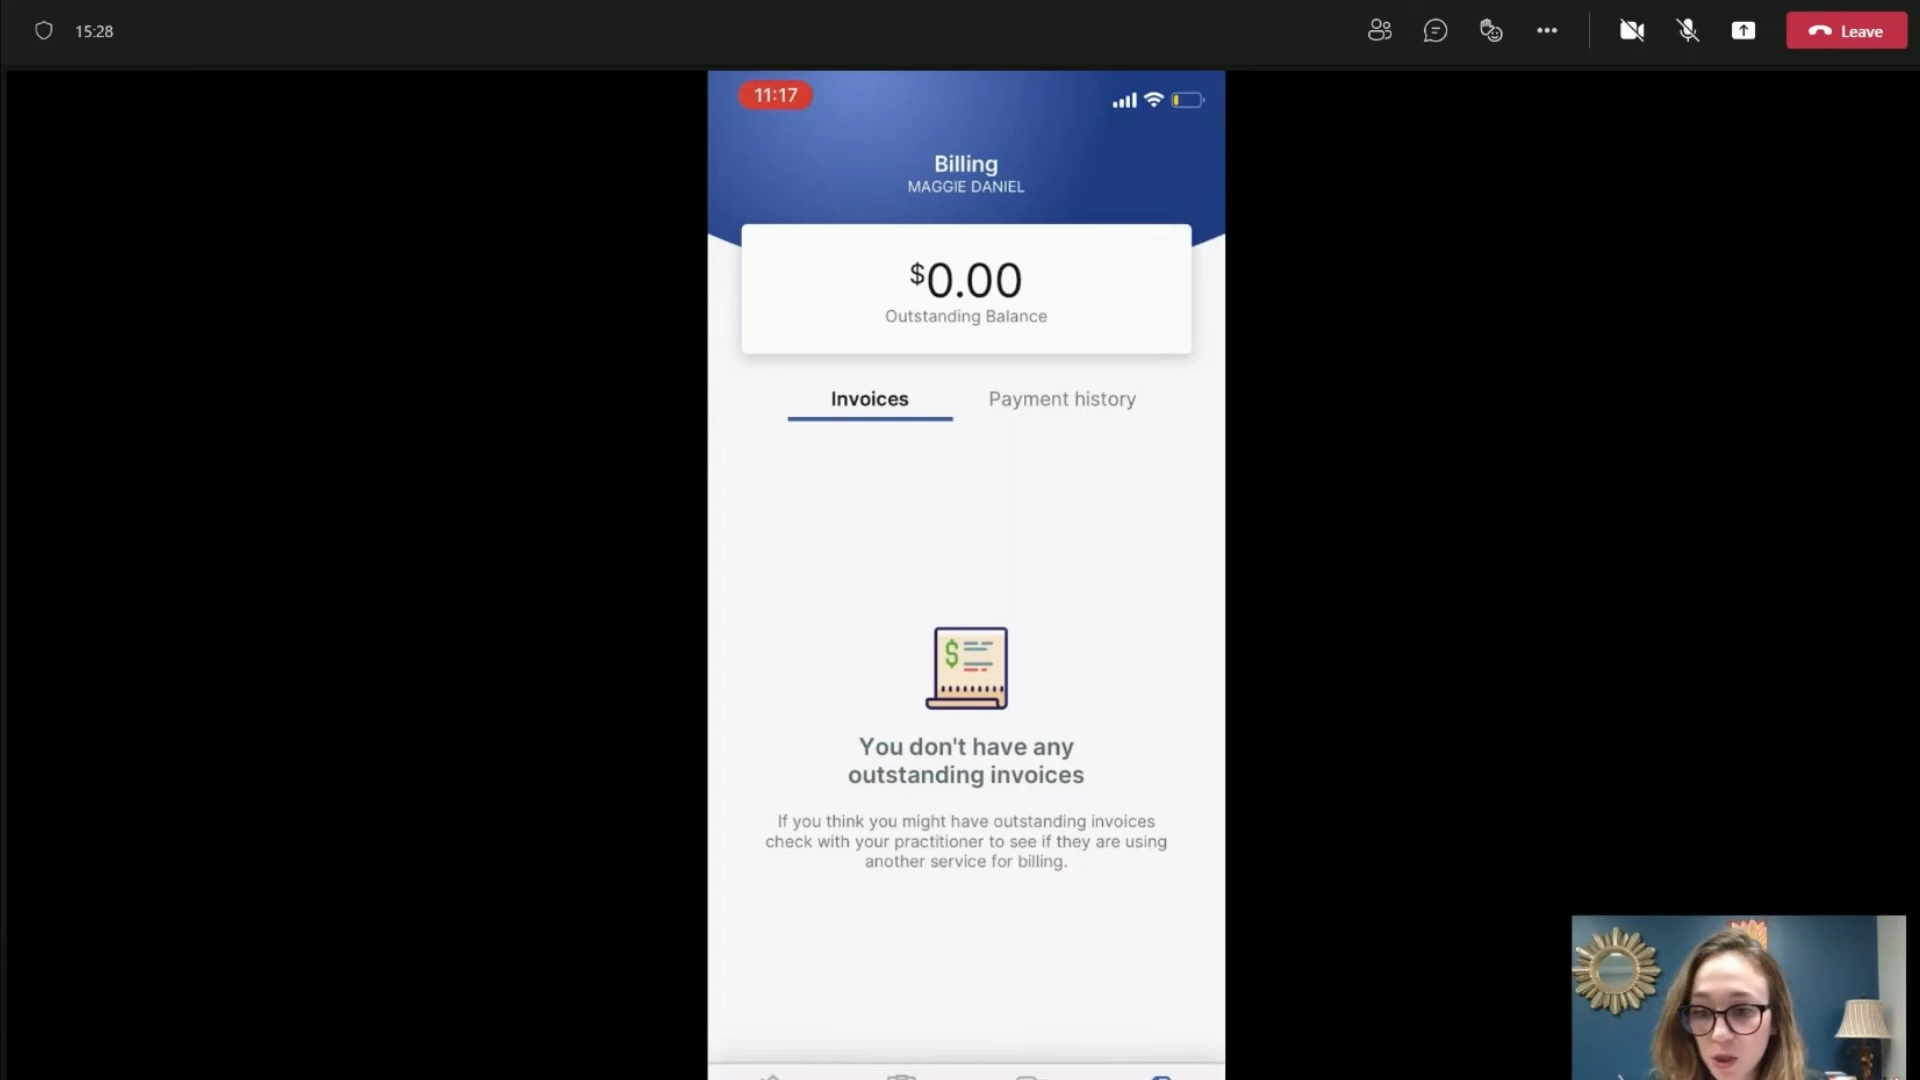 15:28
Leave
11:17
Billing
MAGGIE DANIEL
$0.00
Outstanding Balance
Invoices
Payment history
$
You don't have any
outstanding invoices
If you think you might have outstanding invoices
check with your practitioner to see if they are using
another service for billing.